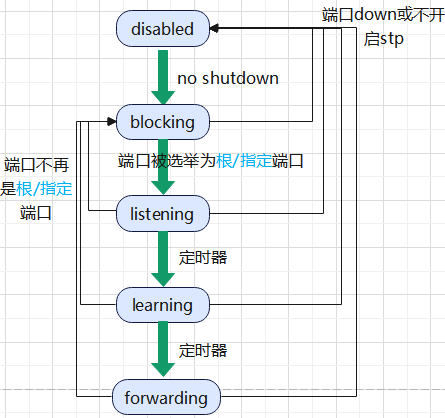 端口down或不开
启stp
disabled
no shutdown
blocking
端口被选举为根/指定端口
端口不再
是根/指定
端口
listening
定时器
learning
定时器
forwarding